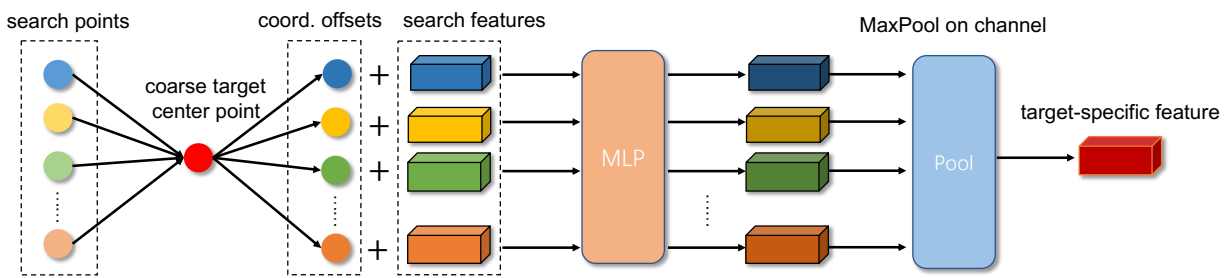 search points
coord. offsets
search features
MaxPool on channel
coarse target
center point
+
+
+
+
MLP
Pool
target-specific feature